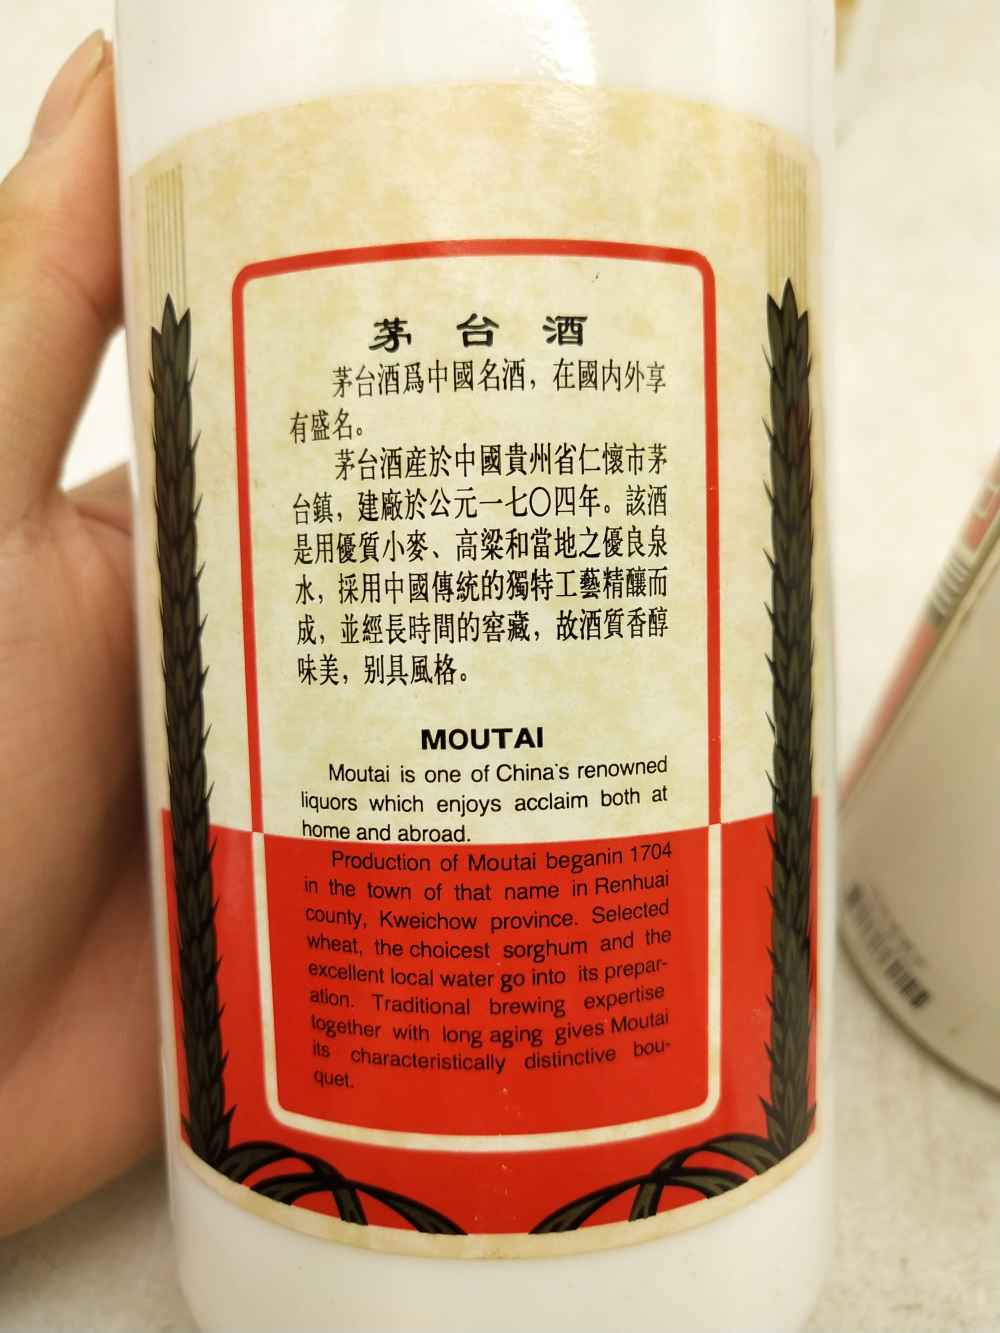 茅台酒
茅台酒爲中國名酒，在國内外享
有盛名。
茅台酒産於中國貴州省仁懷市茅
台鎮，建廠於公元一七〇四年。該酒
是用優質小麥、高梁和當地之優良泉
水，採用中國傳統的獨特工藝精釀而
成，並經長時間的窖藏，故酒質香醇
味美，别具風格。
MOUTAI
Moutai is one of China's renowned
liquors which enjoys acclaim both at
home and abroad.
Production of Moutai beganin 1704
in the town of that name in Renhuai
county, Kweichow province. Selected
wheat, the choicest sorghum and the
excellent local water go into its prepar-
ation. Traditional brewing expertise
together with long aging gives Moutai
its characteristically distinctive bou-
quet.